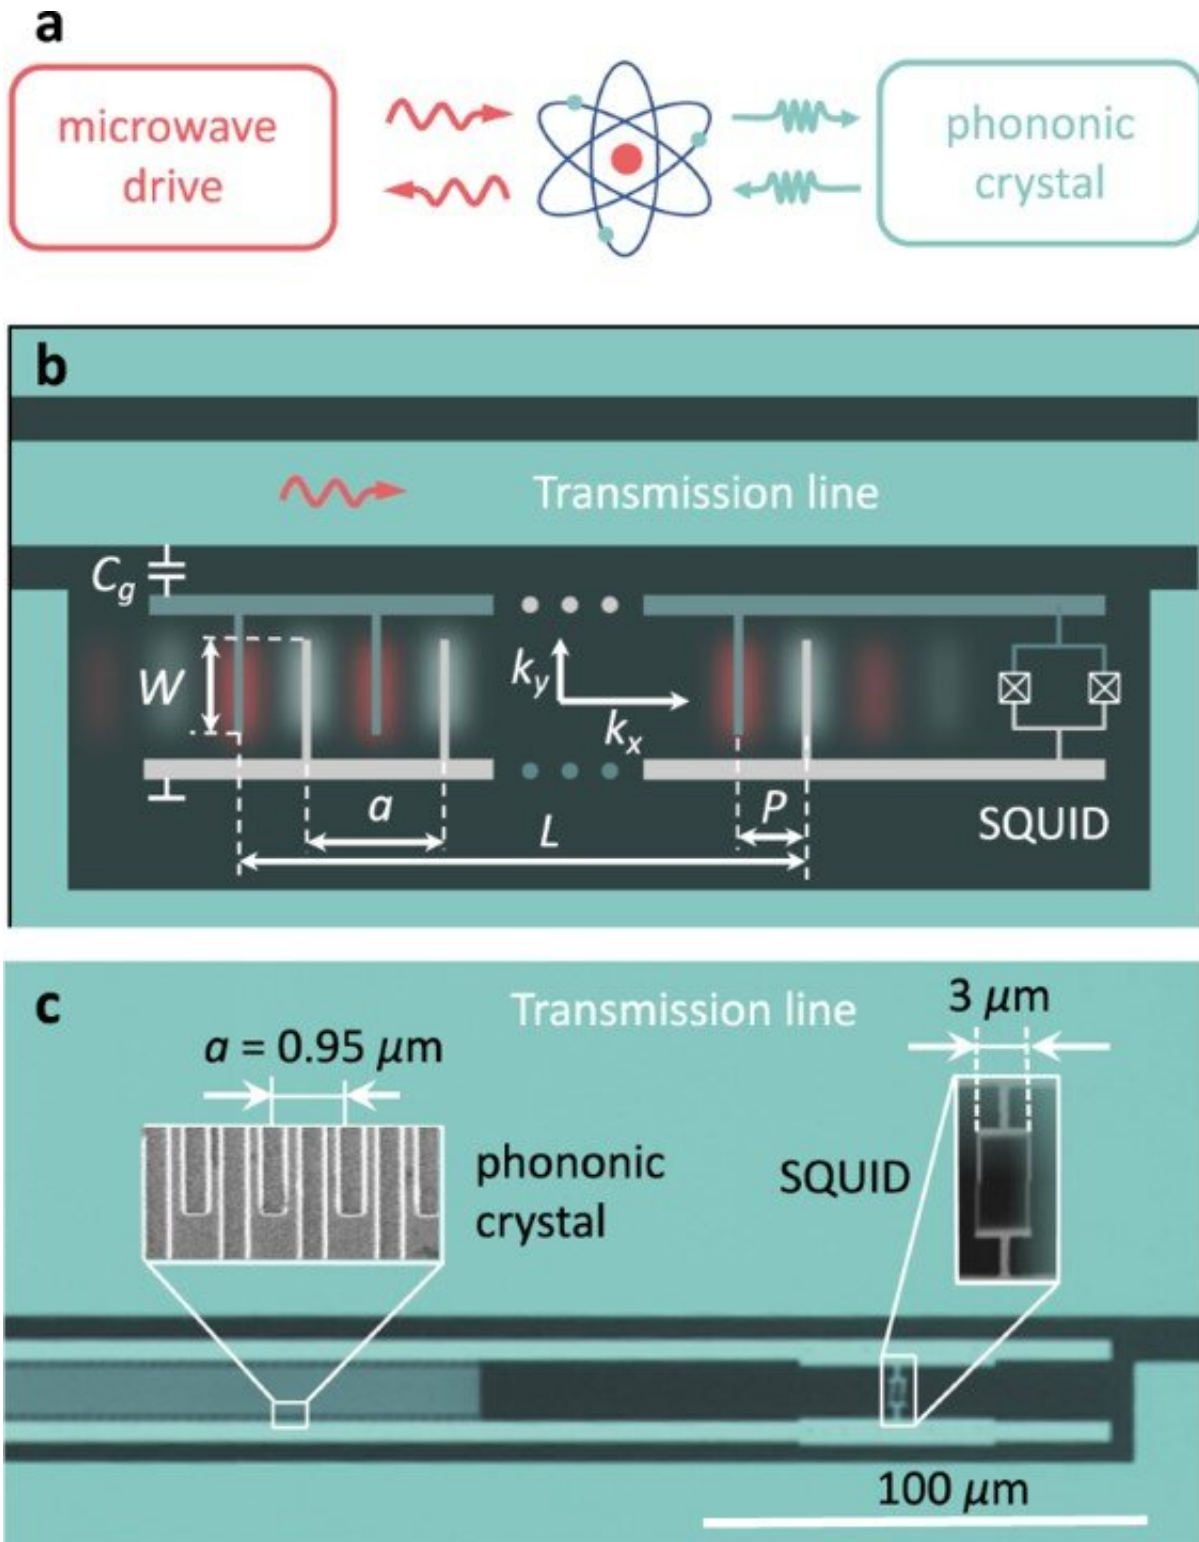 a
microwave
drive
phononic
crystal
b
Transmission line
C_g
W
k_y
k_x
a
P
L
SQUID
c
Transmission line
3 μm
a = 0.95 μm
phononic
crystal
SQUID
100 μm